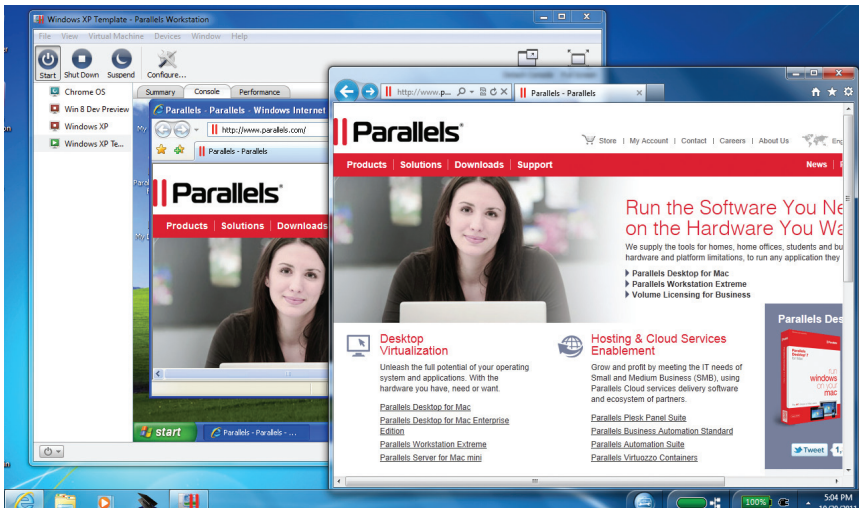 Windows XP Template - Parallels Workstation
File View Virtual Machine Devices Window Help
Start Shut Down Suspend Configure...
Chrome OS
Win 8 Dev Preview
Windows XP
Windows XP Te...
Summary Console Performance
Parallels - Parallels - Windows Internet
http://www.parallels.com/
Parallels - Parallels
Parallels
Products Solutions Downloads
start
Parallels - Parallels - ...
http://www.p...
Parallels - Parallels
Parallels
Store | My Account | Contact | Careers | About Us
Products Solutions Downloads Support News
Run the Software You Ne
on the Hardware You Wa
We supply the tools for homes, home offices, students and bu
hardware and platform limitations, to run any application they
Parallels Desktop for Mac
Parallels Workstation Extreme
Volume Licensing for Business
Desktop
Virtualization
Unleash the full potential of your operating
system and applications. With the
hardware you have, need or want.
Parallels Desktop for Mac
Parallels Desktop for Mac Enterprise
Edition
Parallels Workstation Extreme
Parallels Server for Mac mini
Hosting & Cloud Services
Enablement
Grow and profit by meeting the IT needs of
Small and Medium Business (SMB), using
Parallels Cloud services delivery software
and ecosystem of partners.
Parallels Plesk Panel Suite
Parallels Business Automation Standard
Parallels Automation Suite
Parallels Virtuozzo Containers
Parallels Des
run
windows
on your
mac
Tweet 1,
100%
5:04 PM